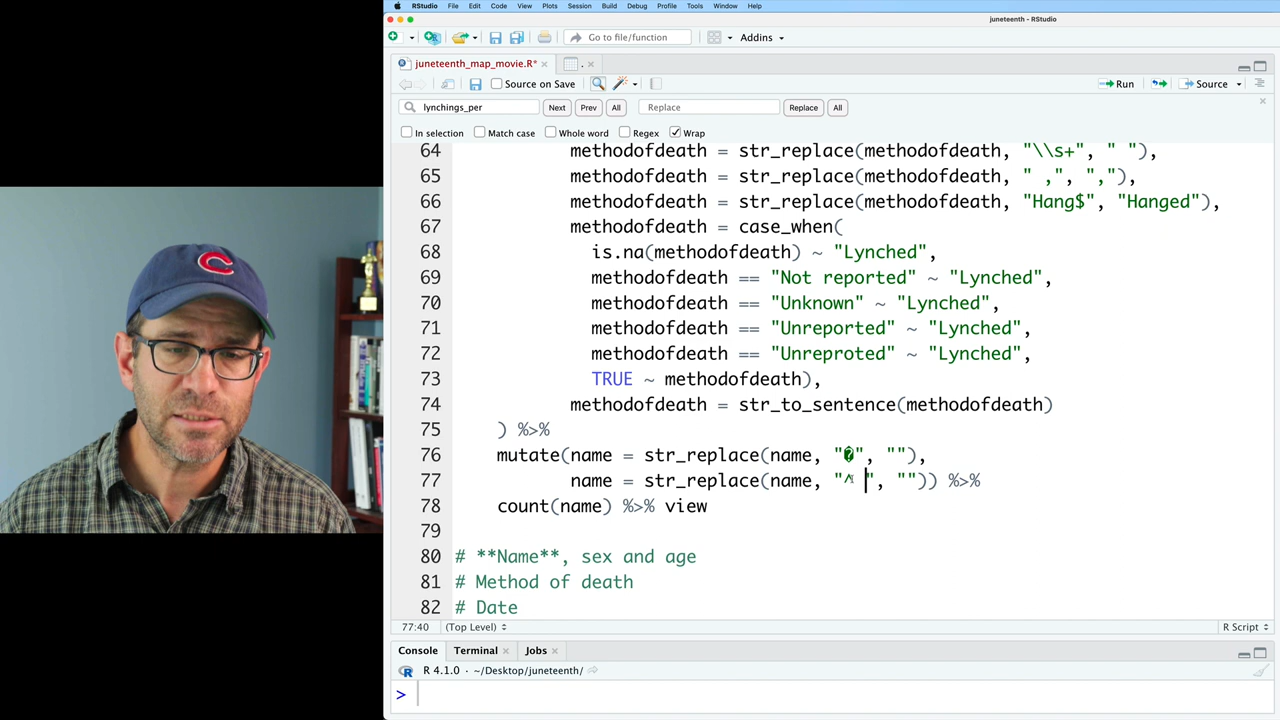 RStudio File Edit Code View Plots Session Build Debug Profile Tools Window Help
juneteenth - RStudio
Go to file/function Addins
juneteenth_map_movie.R* .
Source on Save Run Source
lynchings_per Next Prev All Replace Replace All
In selection Match case Whole word Regex Wrap
64 methodofdeath = str_replace(methodofdeath, "\\s+", " "),
65 methodofdeath = str_replace(methodofdeath, " ,", ","),
66 methodofdeath = str_replace(methodofdeath, "Hang$", "Hanged"),
67 methodofdeath = case_when(
68 is.na(methodofdeath) ~ "Lynched",
69 methodofdeath == "Not reported" ~ "Lynched",
70 methodofdeath == "Unknown" ~ "Lynched",
71 methodofdeath == "Unreported" ~ "Lynched",
72 methodofdeath == "Unreproted" ~ "Lynched",
73 TRUE ~ methodofdeath),
74 methodofdeath = str_to_sentence(methodofdeath)
75 ) %>%
76 mutate(name = str_replace(name, "�", ""),
77 name = str_replace(name, "^ ", "")) %>%
78 count(name) %>% view
79
80 # **Name**, sex and age
81 # Method of death
82 # Date
77:40 (Top Level) R Script
Console Terminal Jobs
R 4.1.0 · ~/Desktop/juneteenth/
>